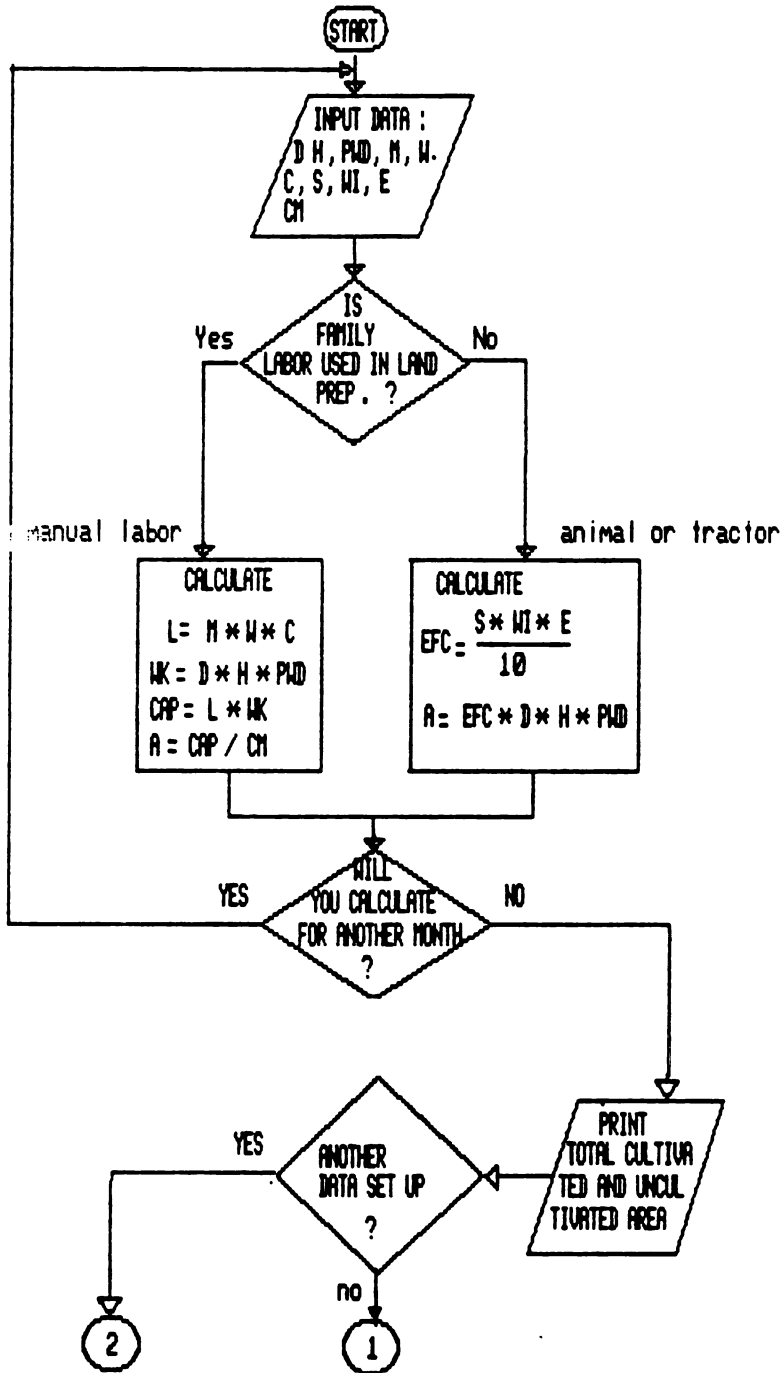 START
INPUT DATA :
D H, PWD, M, W.
C, S, WI, E
CM
IS
FAMILY
LABOR USED IN LAND
PREP. ?
Yes
No
manual labor
animal or tractor
CALCULATE
L= M * W * C
WK= D * H * PWD
CAP= L * WK
A= CAP / CM
CALCULATE
EFC= S* WI* E
10
A= EFC * D* H * PWD
WILL
YOU CALCULATE
FOR ANOTHER MONTH
?
YES
NO
PRINT
TOTAL CULTIVA
TED AND UNCUL
TIVATED AREA
ANOTHER
DATA SET UP
?
YES
no
2
1